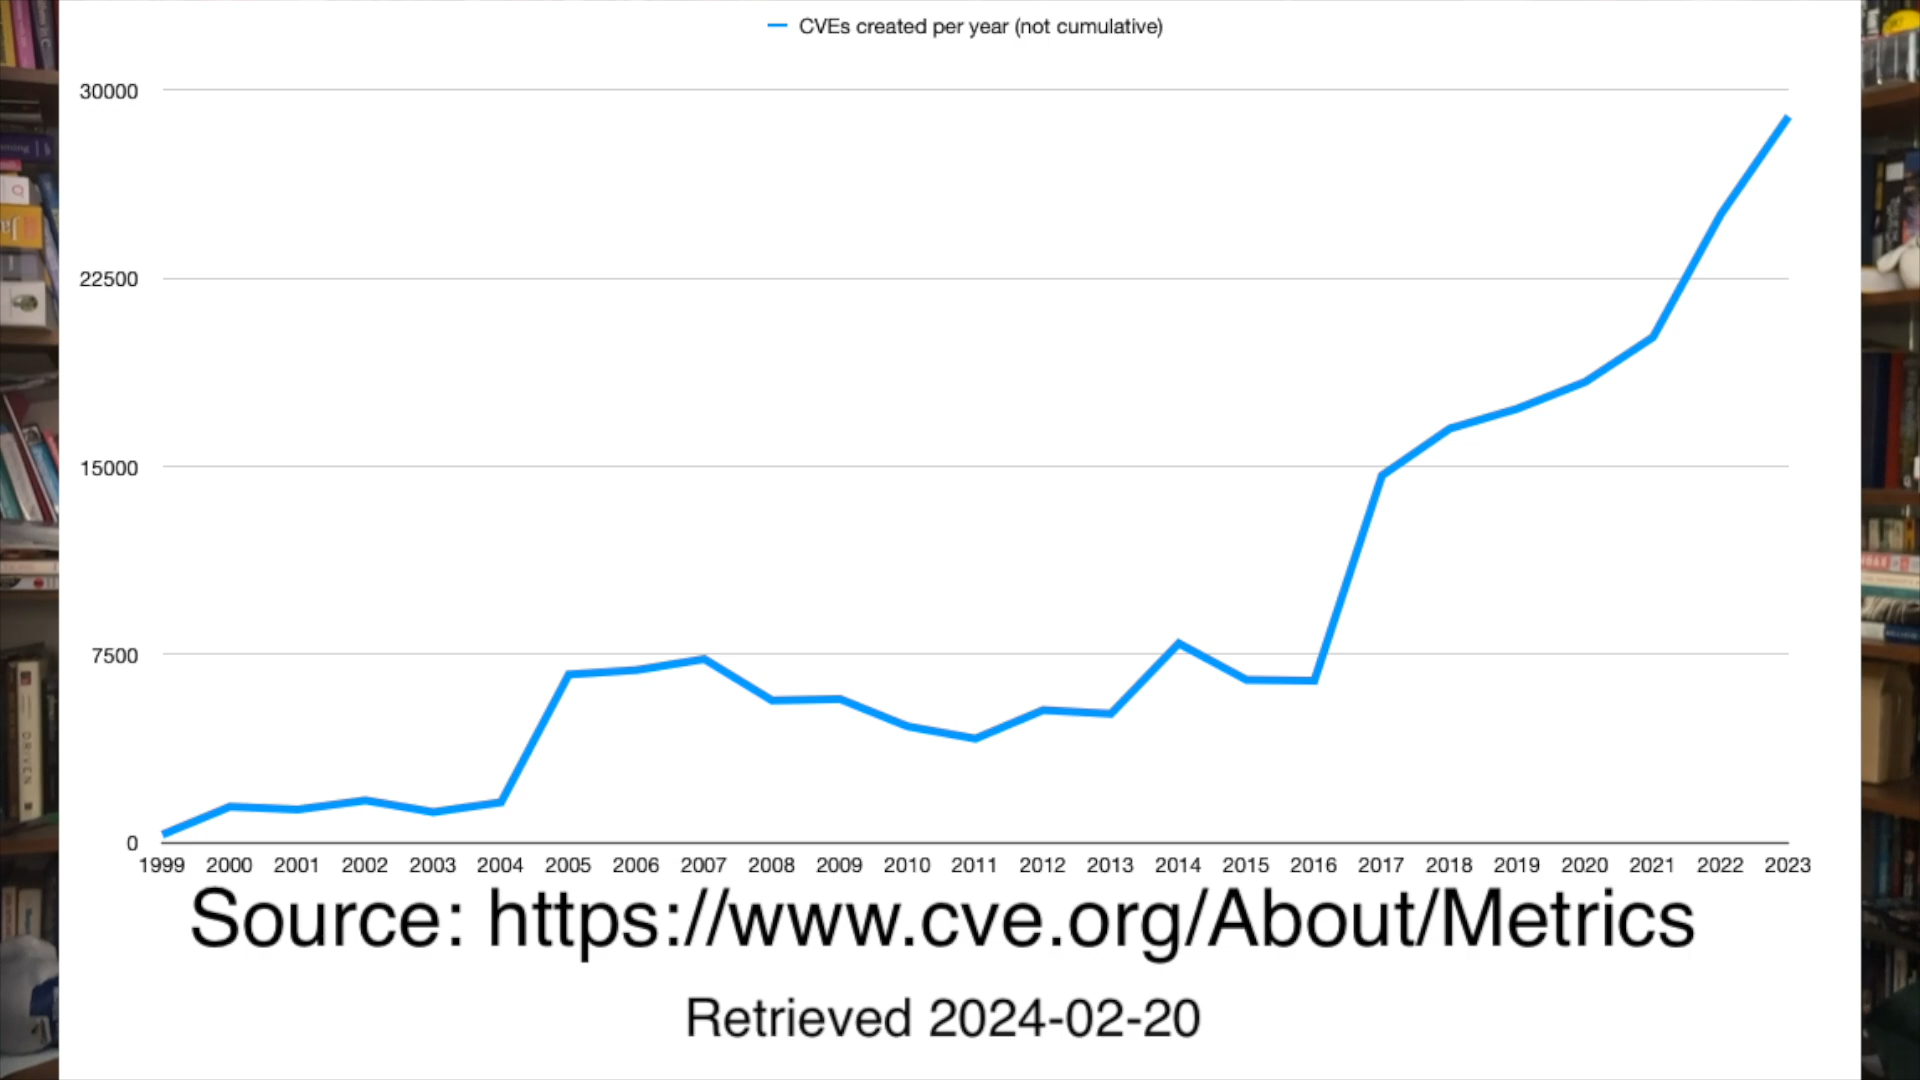 CVEs created per year (not cumulative)
30000
22500
15000
7500
0
1999 2000 2001 2002 2003 2004 2005 2006 2007 2008 2009 2010 2011 2012 2013 2014 2015 2016 2017 2018 2019 2020 2021 2022 2023
Source: https://www.cve.org/About/Metrics
Retrieved 2024-02-20
DRIVEN